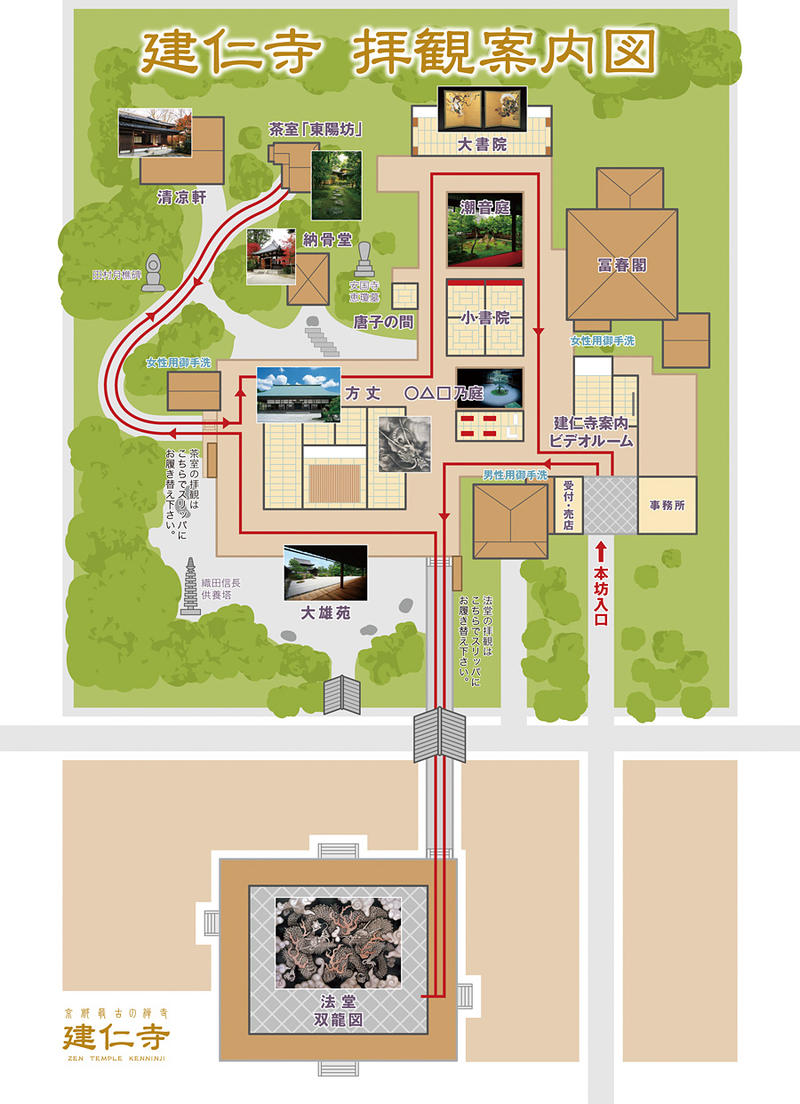 建仁寺 拝観案内図
茶室「東陽坊」
大書院
清涼軒
潮音庭
納骨堂
冨春閣
田村月樵碑
安国寺
恵瓊墓
唐子の間
小書院
女性用御手洗
女性用御手洗
方丈
〇△□乃庭
建仁寺案内
ビデオルーム
茶室の拝観は
こちらでスリッパに
お履き替え下さい。
男性用御手洗
受付・売店
事務所
本坊入口
織田信長
供養塔
大雄苑
法堂の拝観は
こちらでスリッパに
お履き替え下さい。
法堂
双龍図
京都最古の禅寺
建仁寺
ZEN TEMPLE KENNINJI